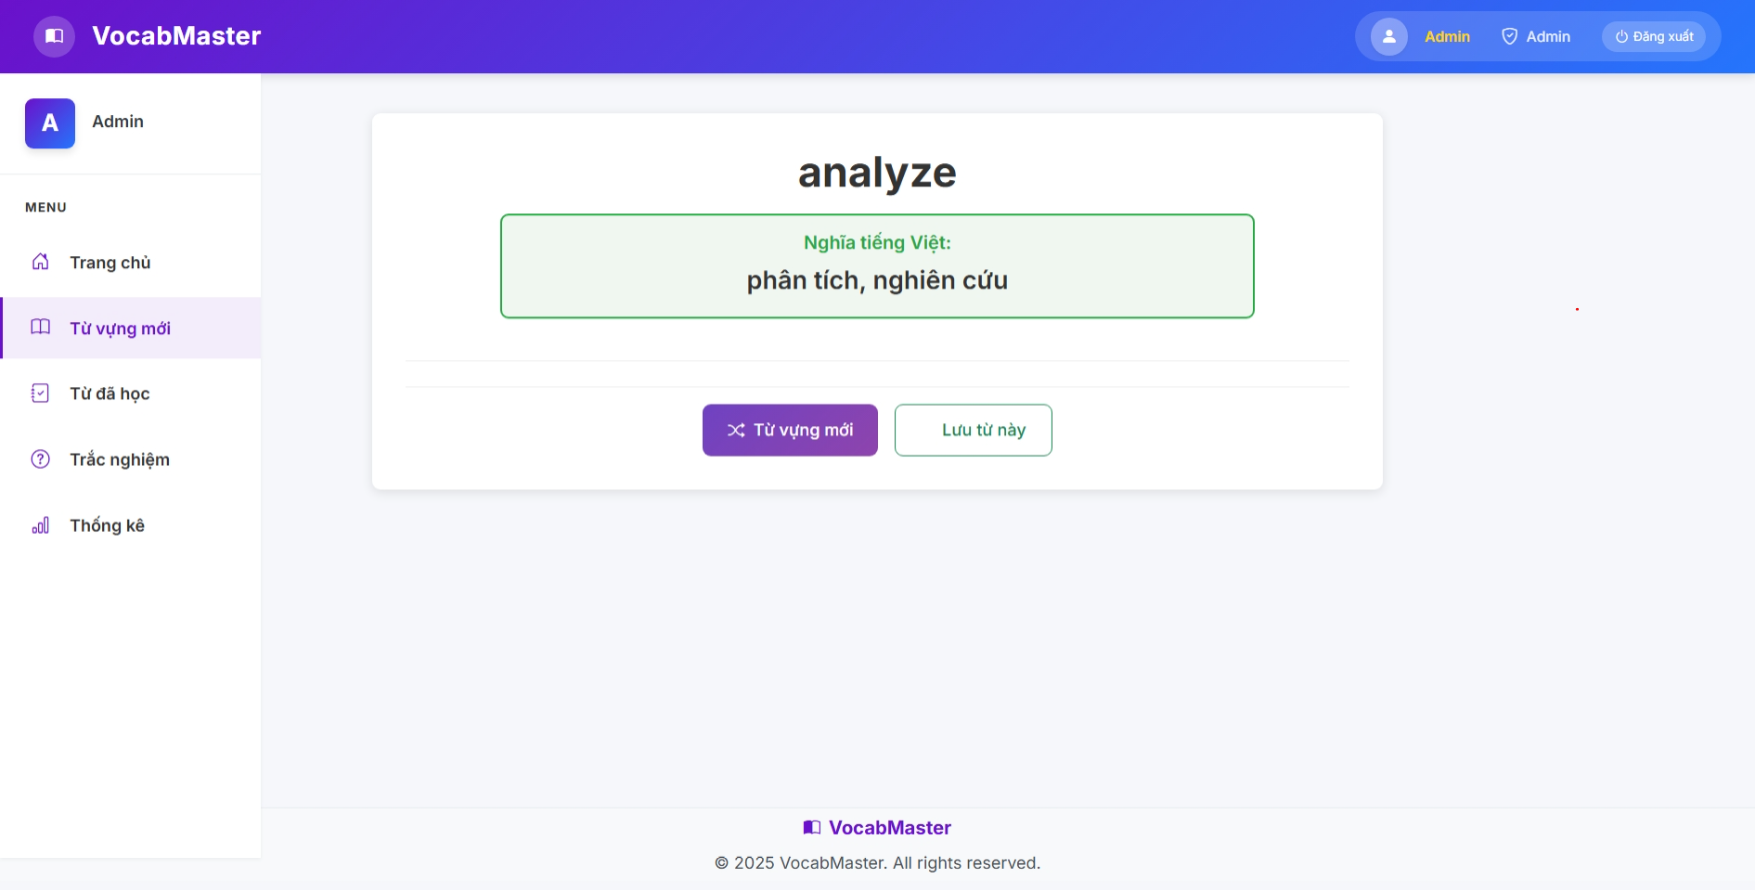 VocabMaster
Admin
Admin
Đăng xuất
A
Admin
MENU
Trang chủ
Từ vựng mới
Từ đã học
Trắc nghiệm
Thống kê
analyze
Nghĩa tiếng Việt:
phân tích, nghiên cứu
Từ vựng mới
Lưu từ này
VocabMaster
© 2025 VocabMaster. All rights reserved.